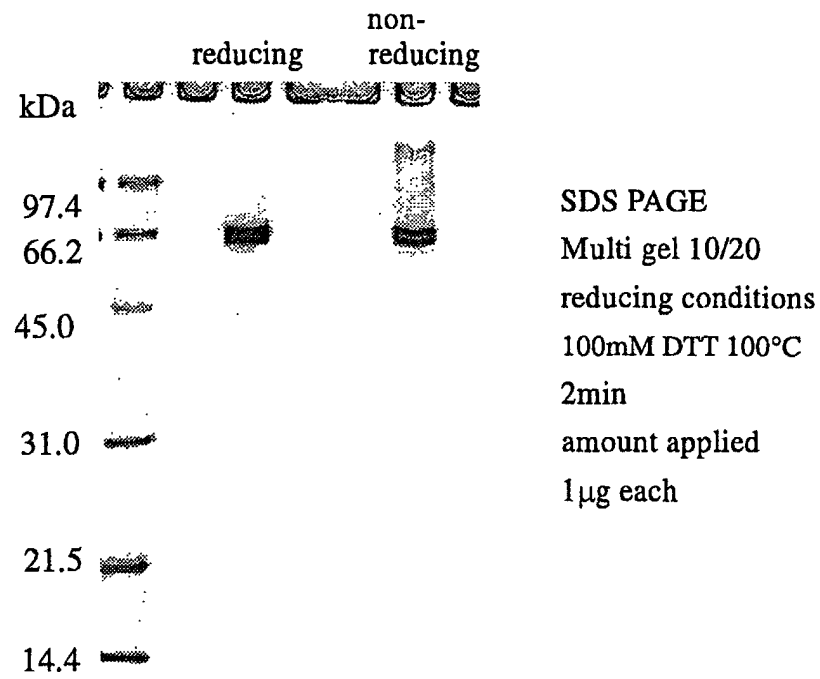 non-
reducing reducing
kDa
97.4
66.2
45.0
31.0
21.5
14.4
SDS PAGE
Multi gel 10/20
reducing conditions
100mM DTT 100°C
2min
amount applied
1μg each